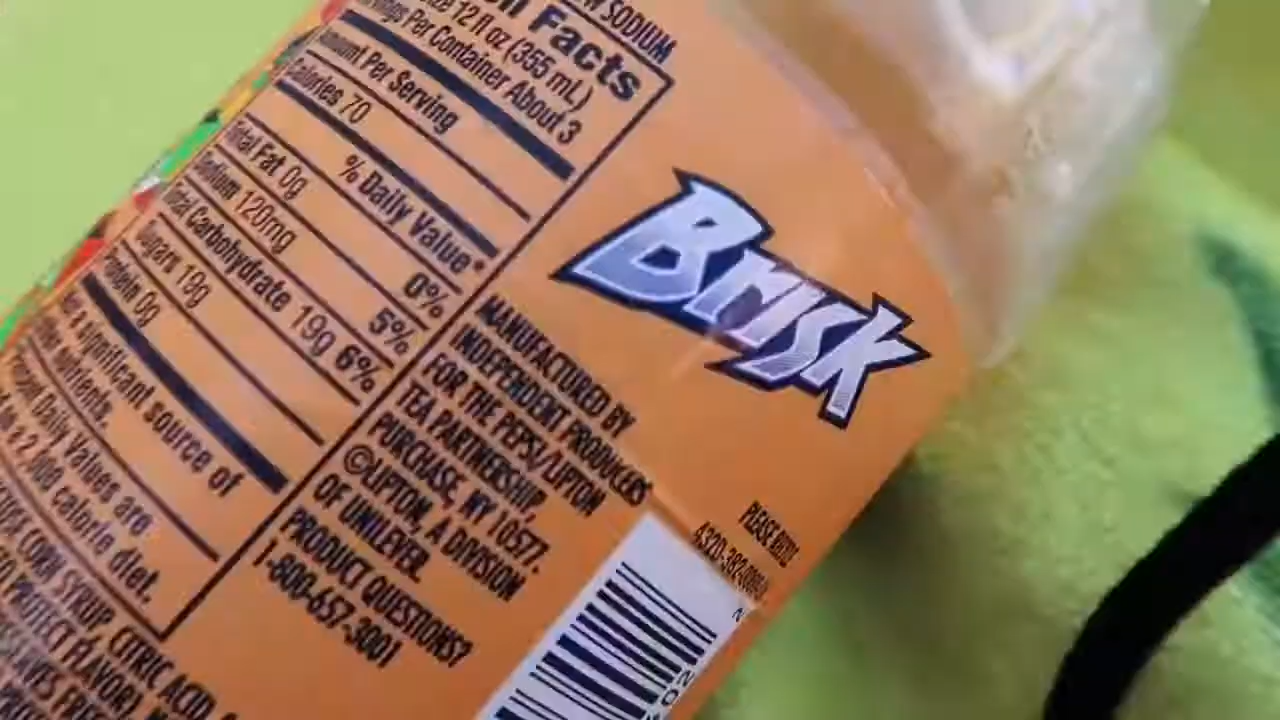 W SODIUM
Facts
12 fl oz (355 mL)
Per Container About 3
Per Serving
Calories 70
% Daily Value*
Total Fat 0g 0%
Sodium 120mg 5%
Total Carbohydrate 19g 6%
Sugars 19g
Protein 0g
a significant source of
nutrients.
Daily Values are
calorie diet.
CORN SYRUP, CITRIC ACID,
PROTECT FLAVOR)
Brisk
MANUFACTURED BY
INDEPENDENT PRODUCERS
FOR THE PEPSI/LIPTON
TEA PARTNERSHIP,
PURCHASE, NY 10577.
©LIPTON, A DIVISION
OF UNILEVER.
PRODUCT QUESTIONS?
1-800-657-3001
PLEASE